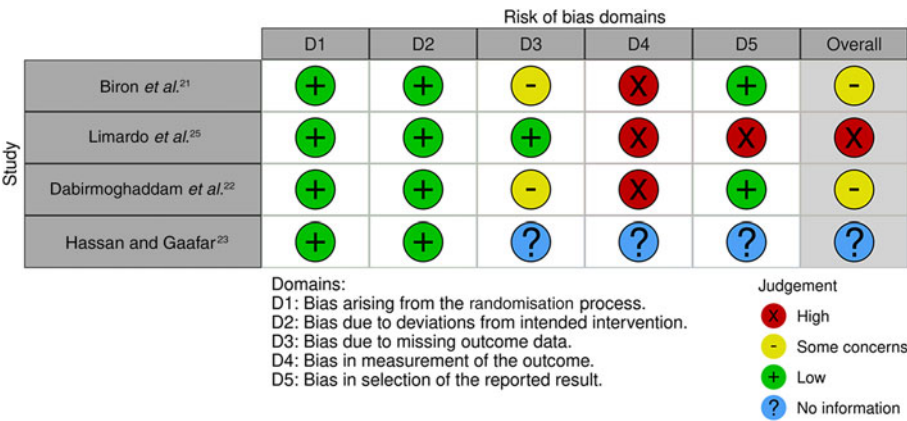 Risk of bias domains
D1 D2 D3 D4 D5 Overall
Study
Biron et al.21 + + - X + -
Limardo et al.25 + + + X X X
Dabirmoghaddam et al.22 + + - X + -
Hassan and Gaafar23 + + ? ? ? ?
Domains:
D1: Bias arising from the randomisation process.
D2: Bias due to deviations from intended intervention.
D3: Bias due to missing outcome data.
D4: Bias in measurement of the outcome.
D5: Bias in selection of the reported result.
Judgement
X High
- Some concerns
+ Low
? No information